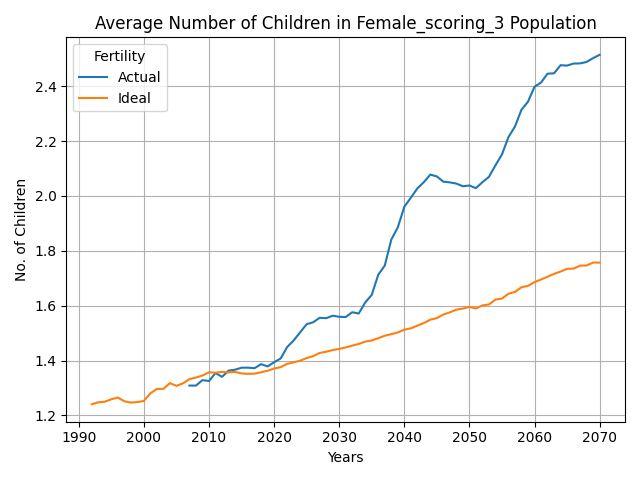 Average Number of Children in Female_scoring_3 Population
Fertility
Actual
Ideal
No. of Children
2.4
2.2
2.0
1.8
1.6
1.4
1.2
1990 2000 2010 2020 2030 2040 2050 2060 2070
Years